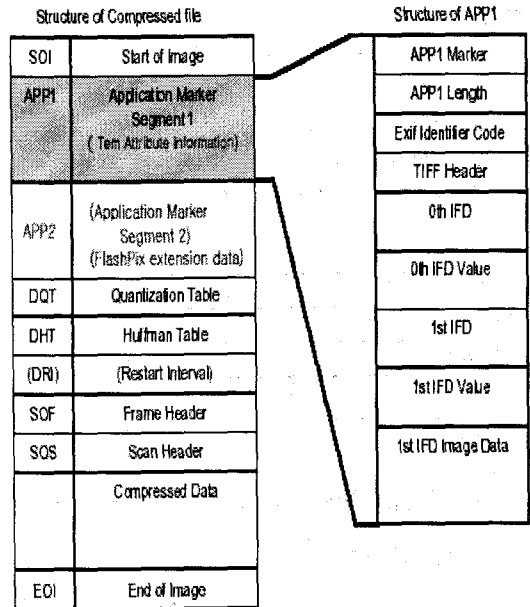 Structure of Compressed file
SOI Start of Image
APP1 Application Marker
Segment1
( Tem Attribute Information)
APP2 (Application Marker
Segment 2)
(FlashPix extension data)
DQT Quanlization Table
DHT Huffman Table
(DRI) (Restart Interval)
SOF Frame Header
SOS Scan Header
Compressed Data
EOI End of Image
Structure of APP1
APP1 Marker
APP1 Length
Exif Identifier Code
TIFF Header
0th IFD
0th IFD Value
1st IFD
1st IFD Value
1st IFD Image Data